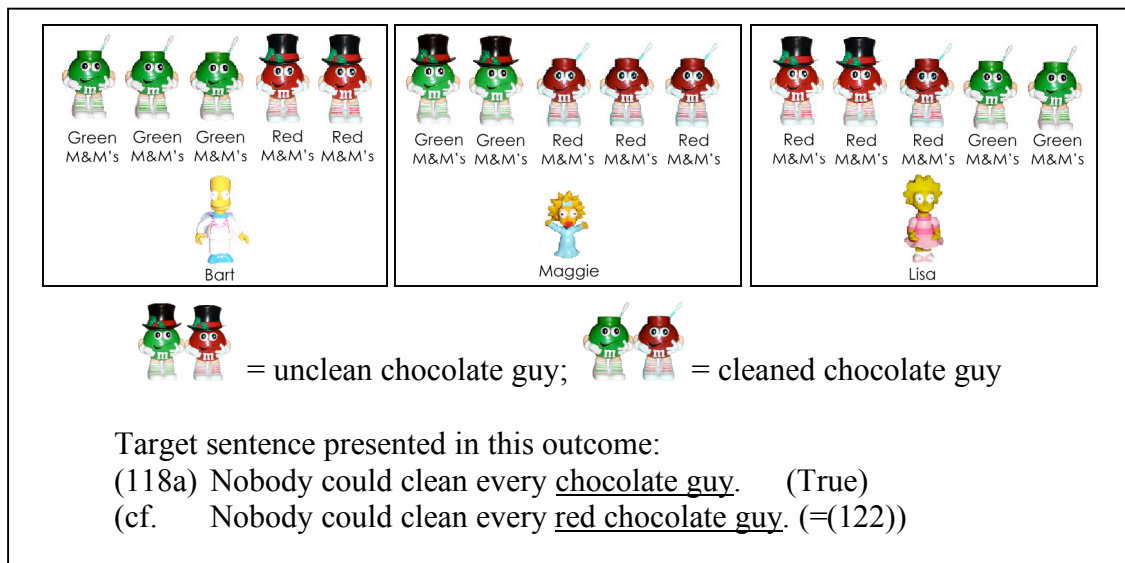 Green Green Green Red Red
M&M's M&M's M&M's M&M's M&M's
Bart
Green Green Red Red Red
M&M's M&M's M&M's M&M's M&M's
Maggie
Red Red Red Green Green
M&M's M&M's M&M's M&M's M&M's
Lisa
= unclean chocolate guy; = cleaned chocolate guy
Target sentence presented in this outcome:
(118a) Nobody could clean every chocolate guy. (True)
(cf. Nobody could clean every red chocolate guy. (=(122))